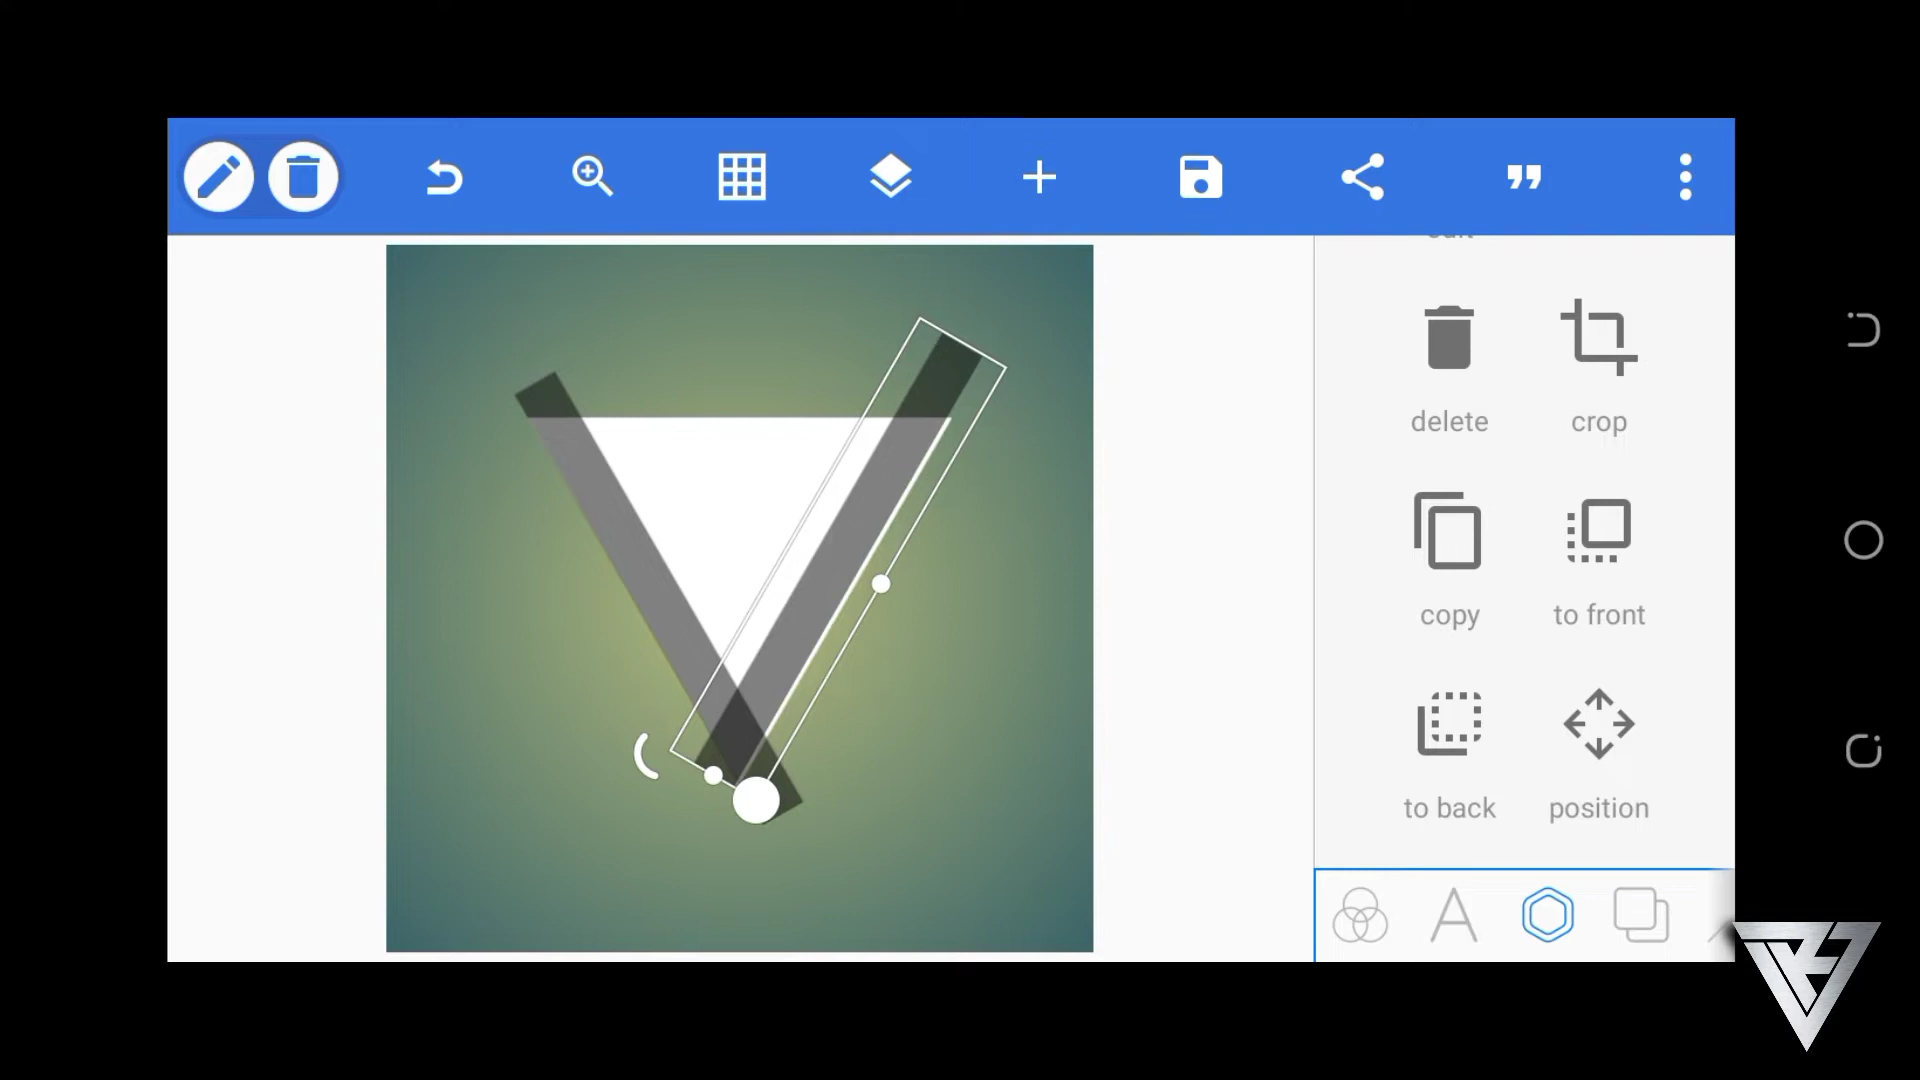 delete crop
copy to front
to back position
A